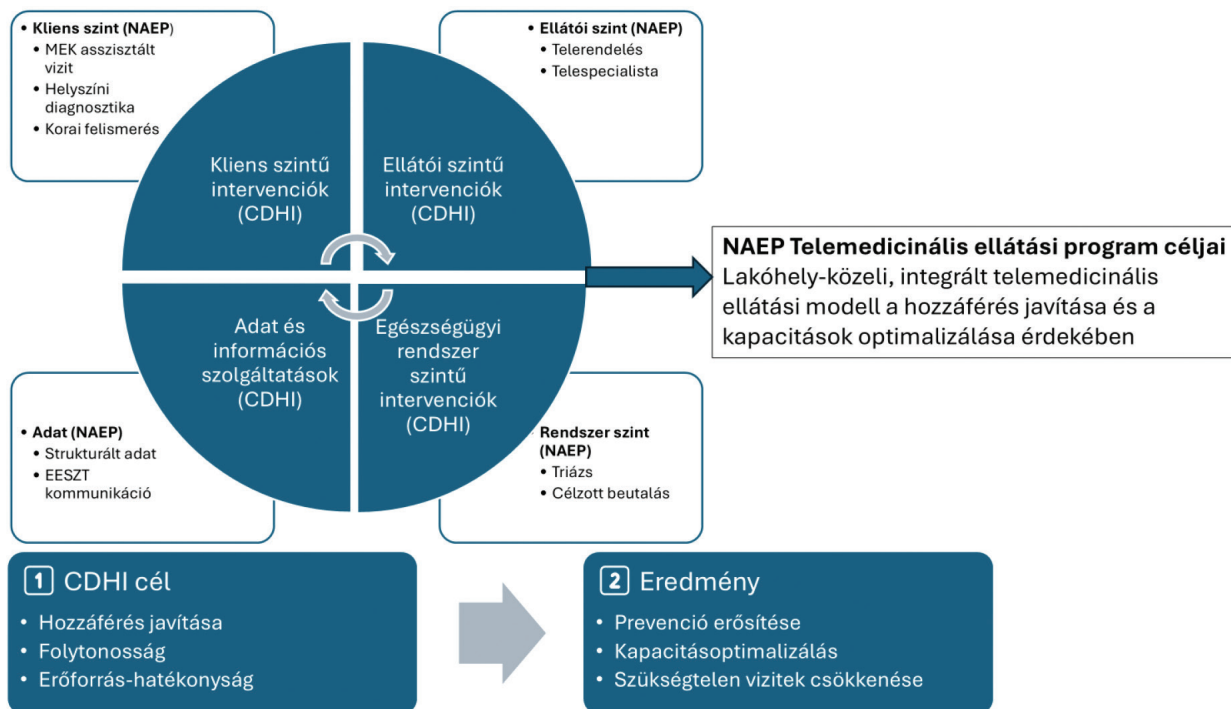 • Kliens szint (NAEP)
• MEK asszisztált
vizit
• Helyszíni
diagnosztika
• Korai felismerés
• Ellátói szint (NAEP)
• Telerendelés
• Telespecialista
Kliens szintű
intervenciók
(CDHI)
Ellátói szintű
intervenciók
(CDHI)
NAEP Telemedicinális ellátási program céljai
Lakóhely-közeli, integrált telemedicinális
ellátási modell a hozzáférés javítása és a
kapacitások optimalizálása érdekében
Adat és
információs
szolgáltatások
(CDHI)
Egészségügyi
rendszer
szintű
intervenciók
(CDHI)
• Adat (NAEP)
• Strukturált adat
• EESZT
kommunikáció
• Rendszer szint
(NAEP)
• Triázs
• Célzott beutalás
1 CDHI cél
• Hozzáférés javítása
• Folytonosság
• Erőforrás-hatékonyság
2 Eredmény
• Prevenció erősítése
• Kapacitásoptimalizálás
• Szükségtelen vizitek csökkenése